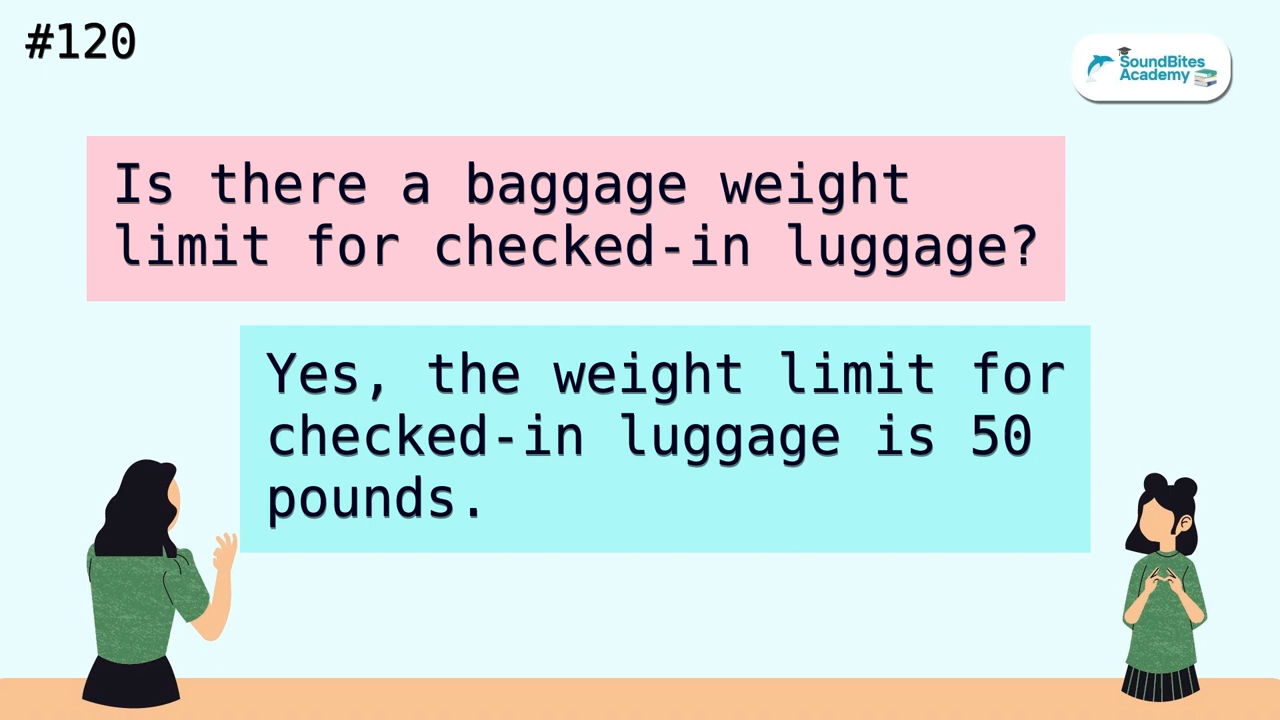 #120
SoundBites
Academy
Is there a baggage weight
limit for checked-in luggage?
Yes, the weight limit for
checked-in luggage is 50
pounds.